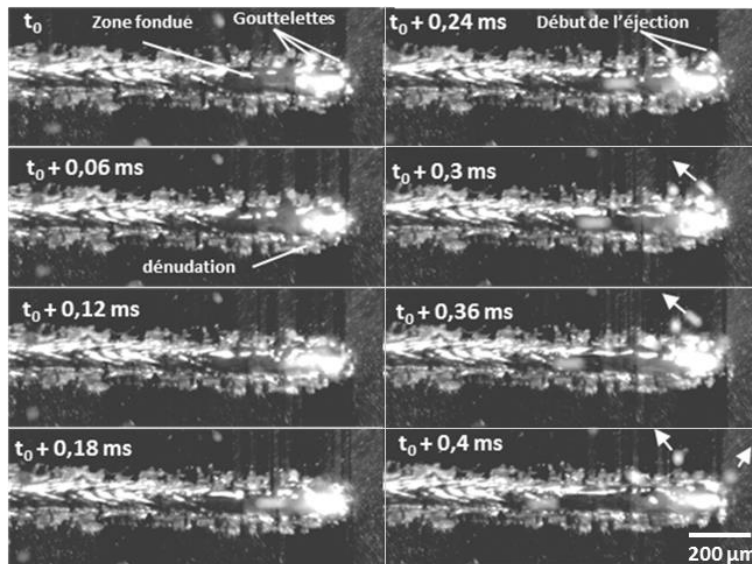 t₀
Zone fondue
Gouttelettes
t₀ + 0,06 ms
dénudation
t₀ + 0,12 ms
t₀ + 0,18 ms
t₀ + 0,24 ms
Début de l'éjection
t₀ + 0,3 ms
t₀ + 0,36 ms
t₀ + 0,4 ms
200 µm